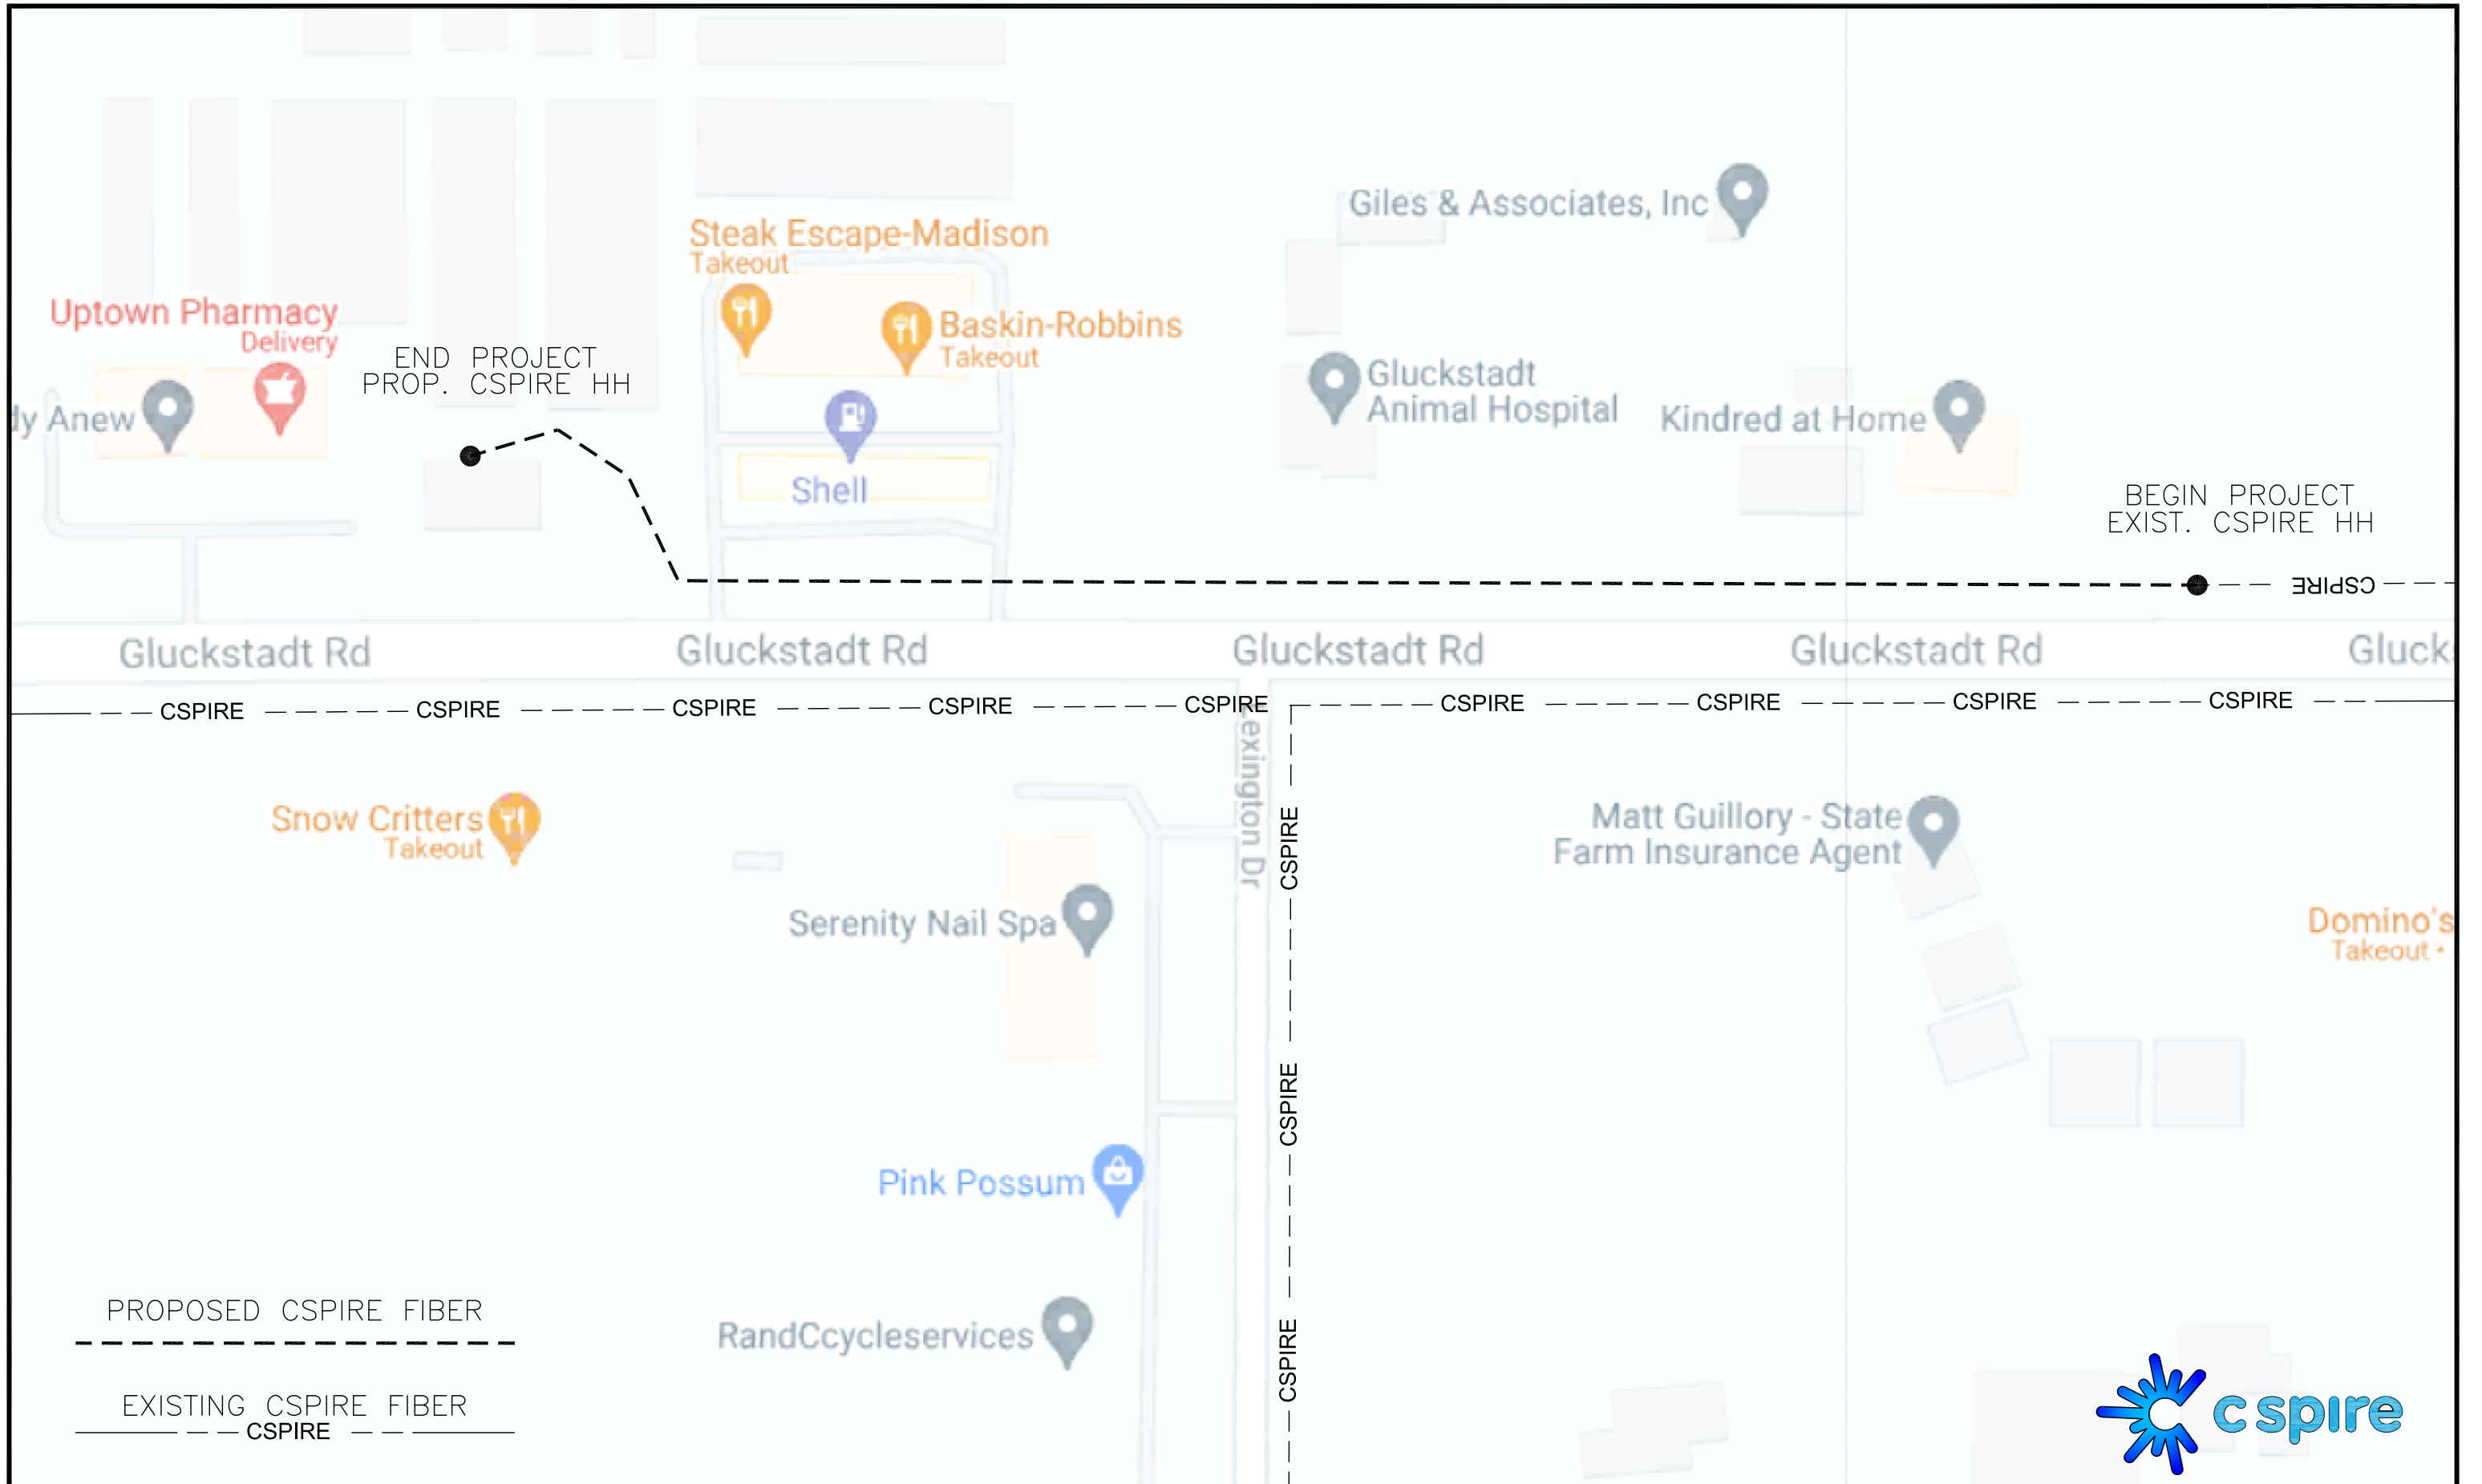 Giles & Associates, Inc
Steak Escape-Madison
Takeout
Uptown Pharmacy
Delivery
Baskin-Robbins
Takeout
END PROJECT
PROP. CSPIRE HH
Gluckstadt
Animal Hospital
dy Anew
Kindred at Home
Shell
BEGIN PROJECT
EXIST. CSPIRE HH
CSPIRE
Gluckstadt Rd
Gluckstadt Rd
Gluckstadt Rd
Gluckstadt Rd
Glucks
CSPIRE
CSPIRE
CSPIRE
CSPIRE
CSPIRE
CSPIRE
CSPIRE
CSPIRE
CSPIRE
exington Dr
CSPIRE
Snow Critters
Takeout
Matt Guillory - State
Farm Insurance Agent
Serenity Nail Spa
Domino's
Takeout •
CSPIRE
Pink Possum
RandCcycleservices
CSPIRE
PROPOSED CSPIRE FIBER
EXISTING CSPIRE FIBER
CSPIRE
cspire